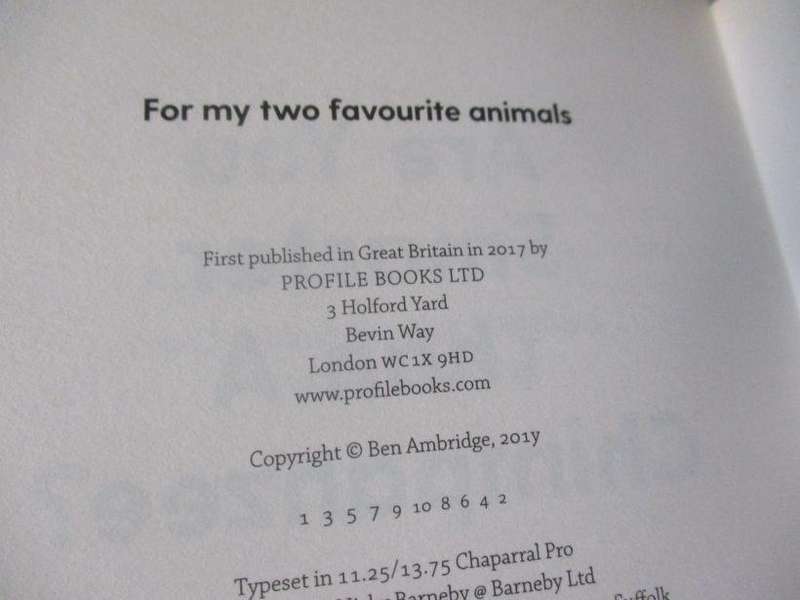 For my two favourite animals
First published in Great Britain in 2017 by
PROFILE BOOKS LTD
3 Holford Yard
Bevin Way
London WC1X 9HD
www.profilebooks.com
Copyright © Ben Ambridge, 201y
1 3 5 7 9 10 8 6 4 2
Typeset in 11.25/13.75 Chaparral Pro
Barneby @ Barneby Ltd
Suffolk